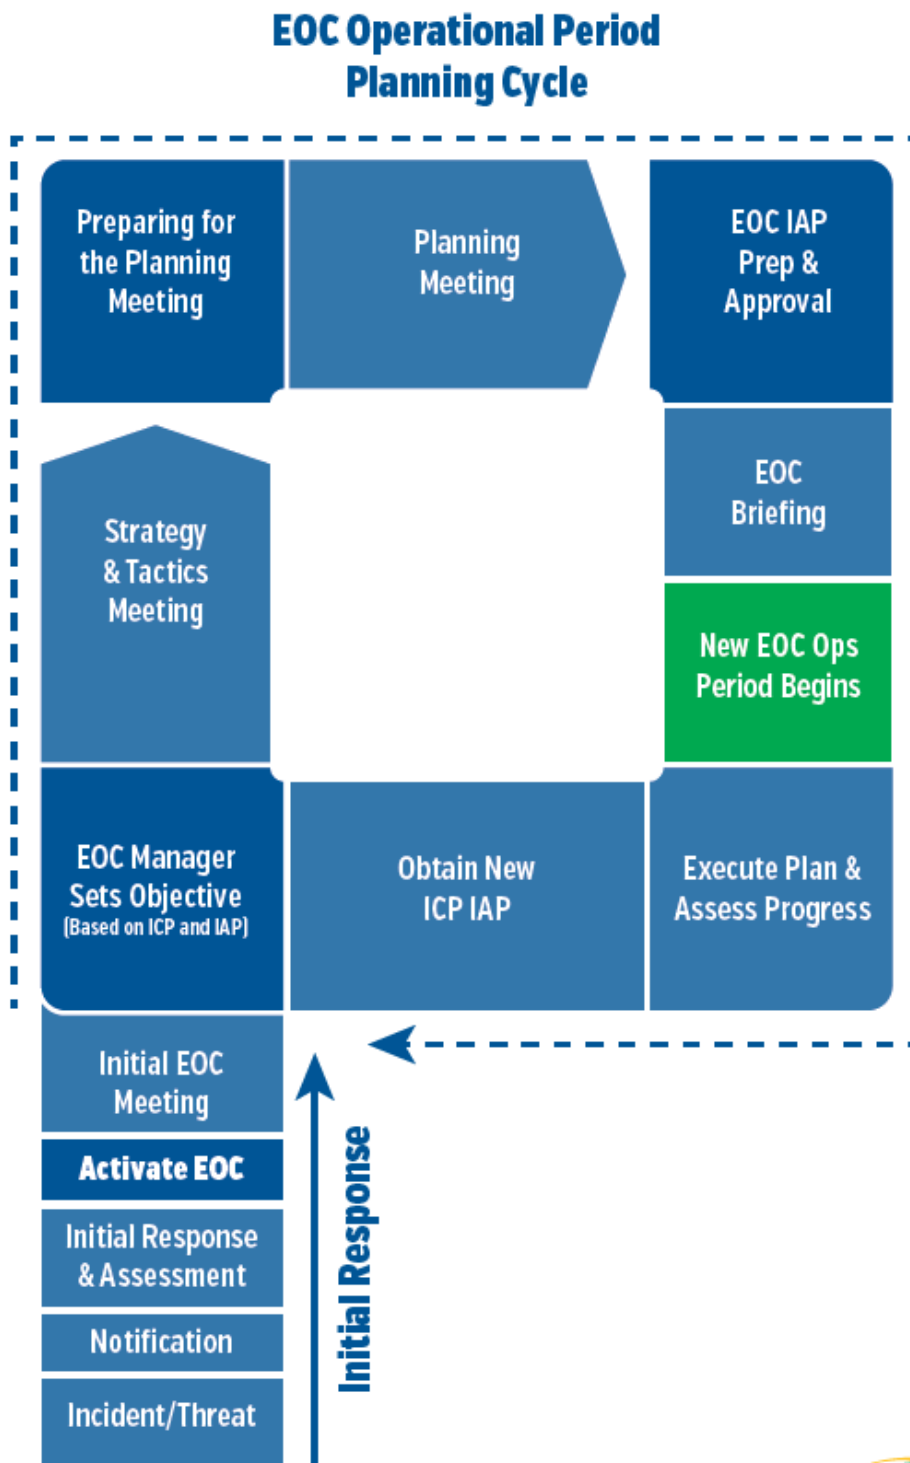 EOC Operational Period
Planning Cycle
Preparing for
the Planning
Meeting
Planning
Meeting
EOC IAP
Prep &
Approval
EOC
Briefing
Strategy
& Tactics
Meeting
New EOC Ops
Period Begins
EOC Manager
Sets Objective
(Based on ICP and IAP)
Obtain New
ICP IAP
Execute Plan &
Assess Progress
Initial EOC
Meeting
Activate EOC
Initial Response
& Assessment
Notification
Incident/Threat
Initial Response